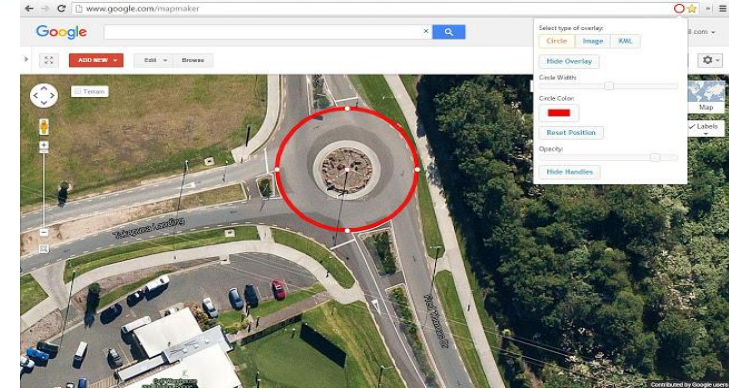 www.google.com/mapmaker
Google
ADD NEW
Edit
Browse
Terrain
Select type of overlay:
Circle Image KML
Hide Overlay
Circle Width:
Circle Color:
Reset Position
Opacity:
Hide Handles
.com
Map
Labels
Contributed by Google users